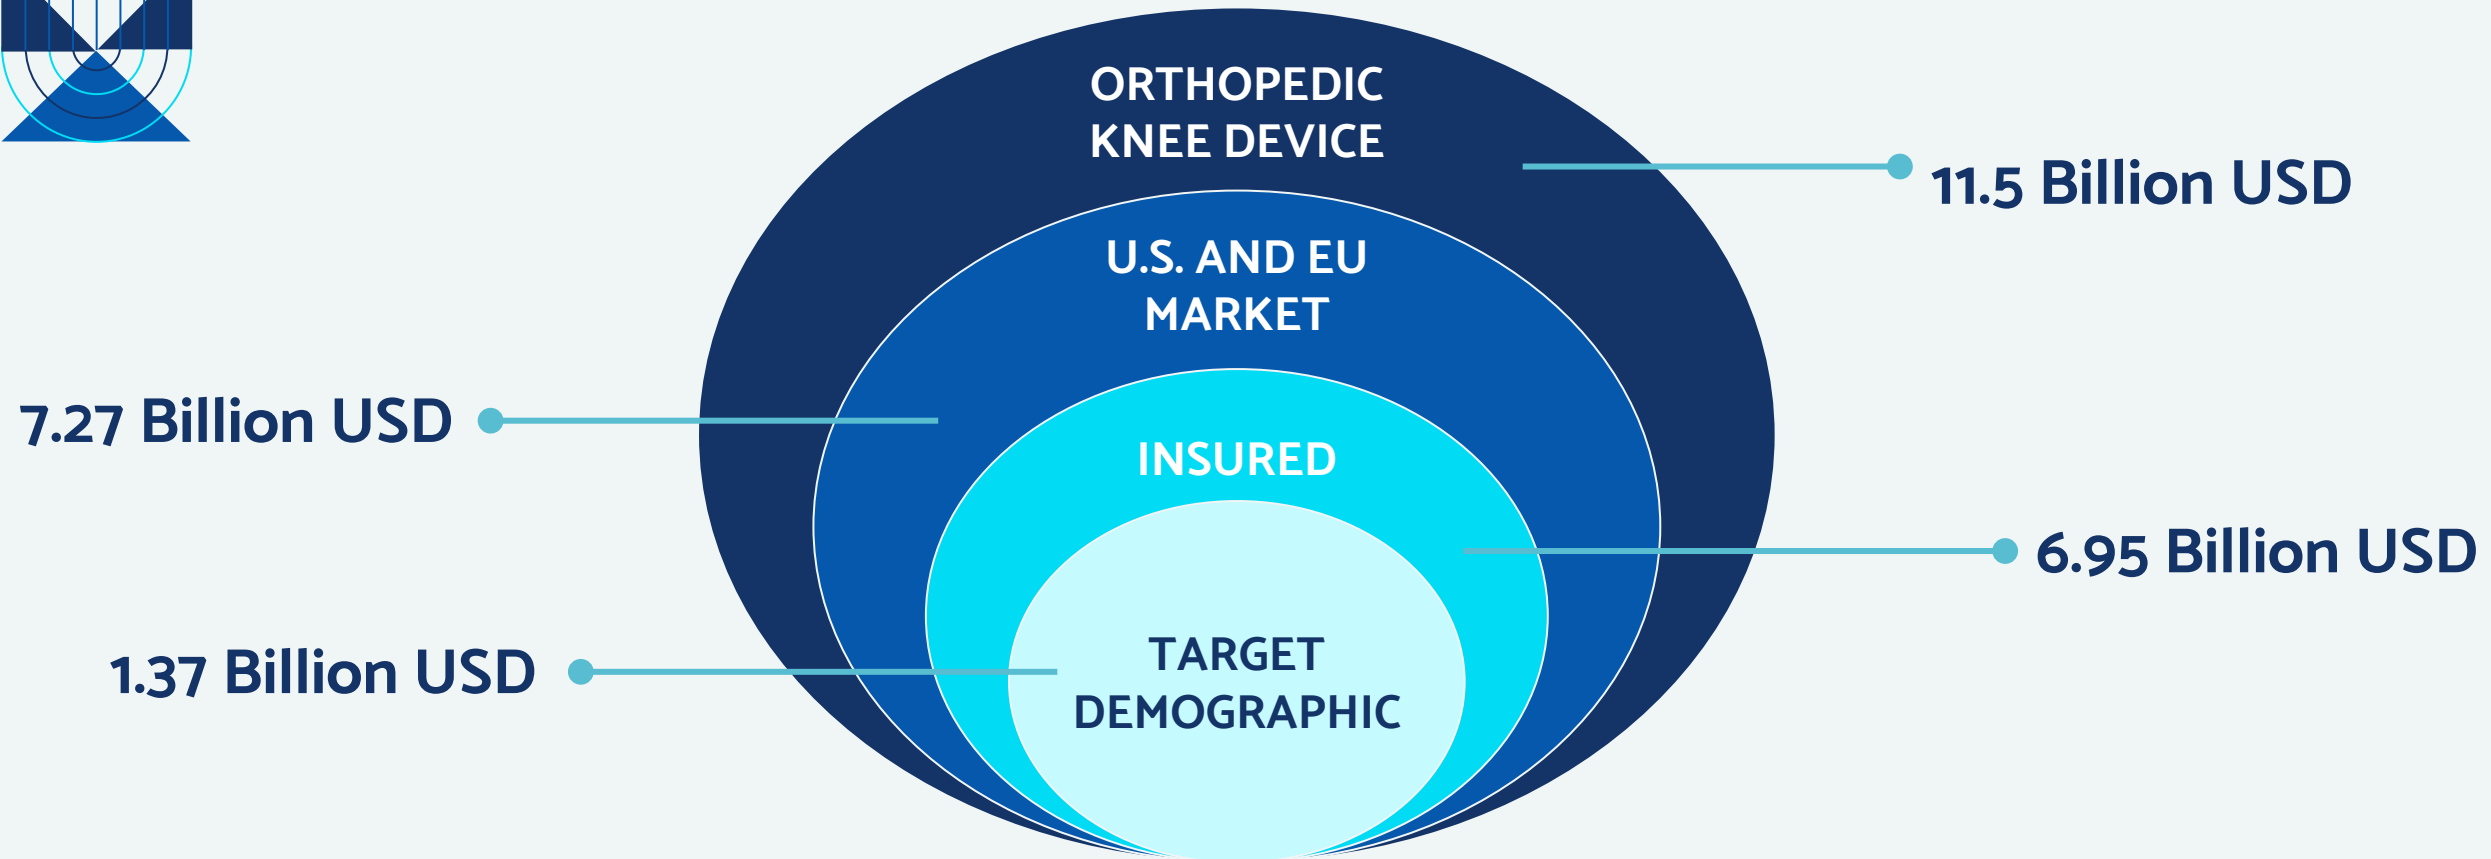 ORTHOPEDIC
KNEE DEVICE
11.5 Billion USD
U.S. AND EU
MARKET
7.27 Billion USD
INSURED
6.95 Billion USD
TARGET
DEMOGRAPHIC
1.37 Billion USD